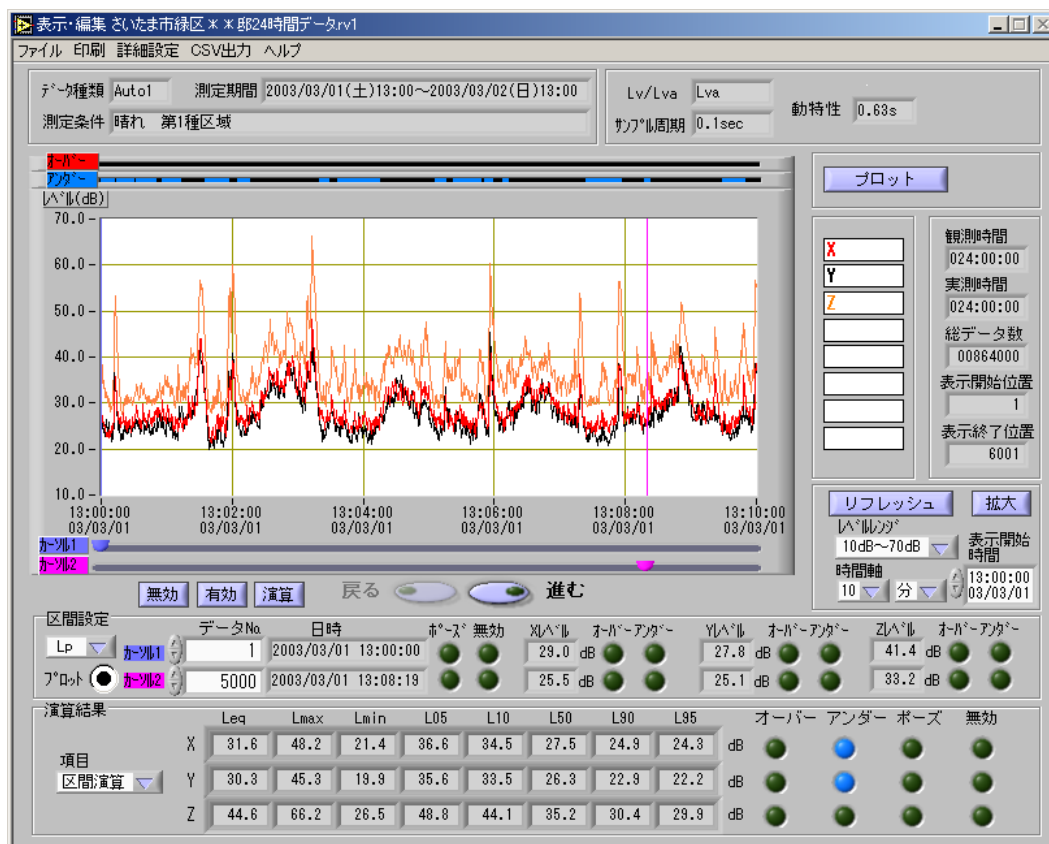 表示・編集 さいたま市緑区＊＊邸24時間データ.rv1
ファイル 印刷 詳細設定 CSV出力 ヘルプ
ﾃﾞｰﾀ種類 Auto1 測定期間 2003/03/01(土)13:00～2003/03/02(日)13:00
測定条件 晴れ 第1種区域
Lv/Lva Lva
ｻﾝﾌﾟﾙ周期 0.1sec
動特性 0.63s
ｵｰﾊﾞｰ
ｱﾝﾀﾞｰ
ﾚﾍﾞﾙ(dB)
70.0
60.0
50.0
40.0
30.0
20.0
10.0
13:00:00 13:02:00 13:04:00 13:06:00 13:08:00 13:10:00
03/03/01 03/03/01 03/03/01 03/03/01 03/03/01 03/03/01
ｶｰｿﾙ1
ｶｰｿﾙ2
プロット
X
Y
Z
観測時間
024:00:00
実測時間
024:00:00
総データ数
00864000
表示開始位置
1
表示終了位置
6001
リフレッシュ 拡大
ﾚﾍﾞﾙﾚﾝｼﾞ
10dB～70dB
表示開始時間
時間軸
10 分
13:00:00
03/03/01
無効 有効 演算 戻る 進む
区間設定
データNo. 日時 ﾎﾟｰｽﾞ 無効 Xﾚﾍﾞﾙ ｵｰﾊﾞｰ ｱﾝﾀﾞｰ Yﾚﾍﾞﾙ ｵｰﾊﾞｰ ｱﾝﾀﾞｰ Zﾚﾍﾞﾙ ｵｰﾊﾞｰ ｱﾝﾀﾞｰ
Lp ｶｰｿﾙ1 1 2003/03/01 13:00:00 29.0 dB 27.8 dB 41.4 dB
ﾌﾟﾛｯﾄ ｶｰｿﾙ2 5000 2003/03/01 13:08:19 25.5 dB 25.1 dB 33.2 dB
演算結果
Leq Lmax Lmin L05 L10 L50 L90 L95 オーバー アンダー ポーズ 無効
項目
区間演算
X 31.6 48.2 21.4 36.6 34.5 27.5 24.9 24.3 dB
Y 30.3 45.3 19.9 35.6 33.5 26.3 22.9 22.2 dB
Z 44.6 66.2 26.5 48.8 44.1 35.2 30.4 29.9 dB